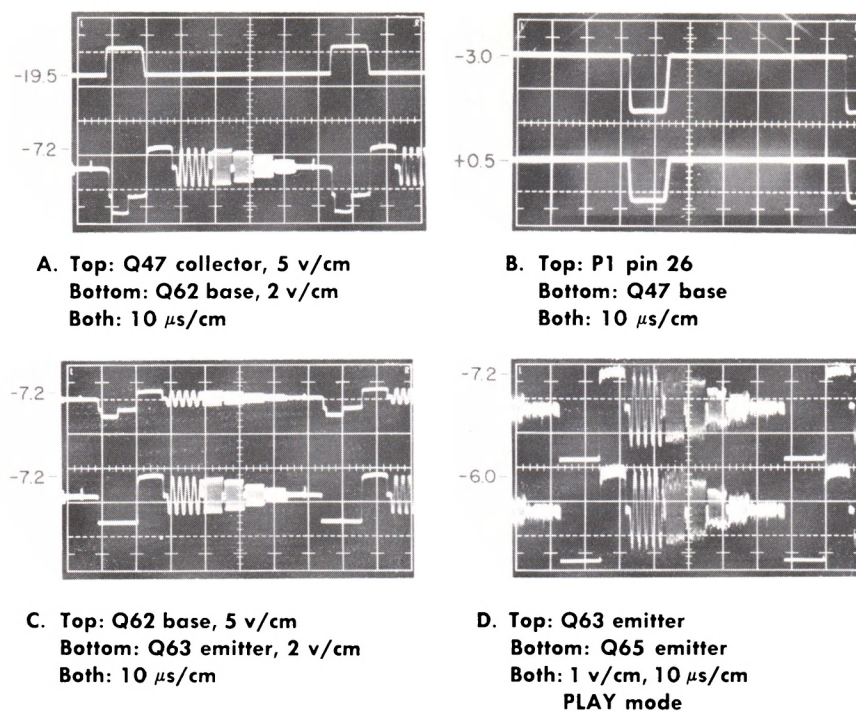 -19.5
-7.2
A. Top: Q47 collector, 5 v/cm
Bottom: Q62 base, 2 v/cm
Both: 10 μs/cm
-3.0
+0.5
B. Top: P1 pin 26
Bottom: Q47 base
Both: 10 μs/cm
-7.2
-7.2
C. Top: Q62 base, 5 v/cm
Bottom: Q63 emitter, 2 v/cm
Both: 10 μs/cm
-7.2
-6.0
D. Top: Q63 emitter
Bottom: Q65 emitter
Both: 1 v/cm, 10 μs/cm
PLAY mode